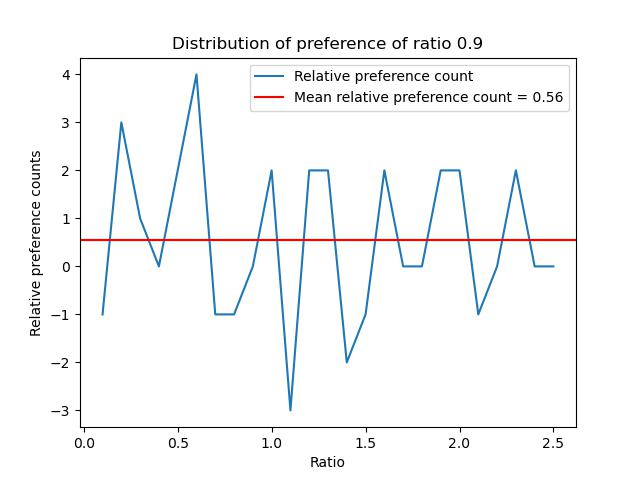 Distribution of preference of ratio 0.9
Relative preference count
Mean relative preference count = 0.56
Relative preference counts
4
3
2
1
0
−1
−2
−3
0.0 0.5 1.0 1.5 2.0 2.5
Ratio